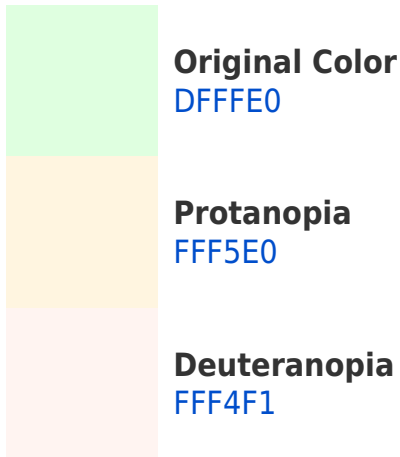 Original Color
DFFFE0
Protanopia
FFF5E0
Deuteranopia
FFF4F1